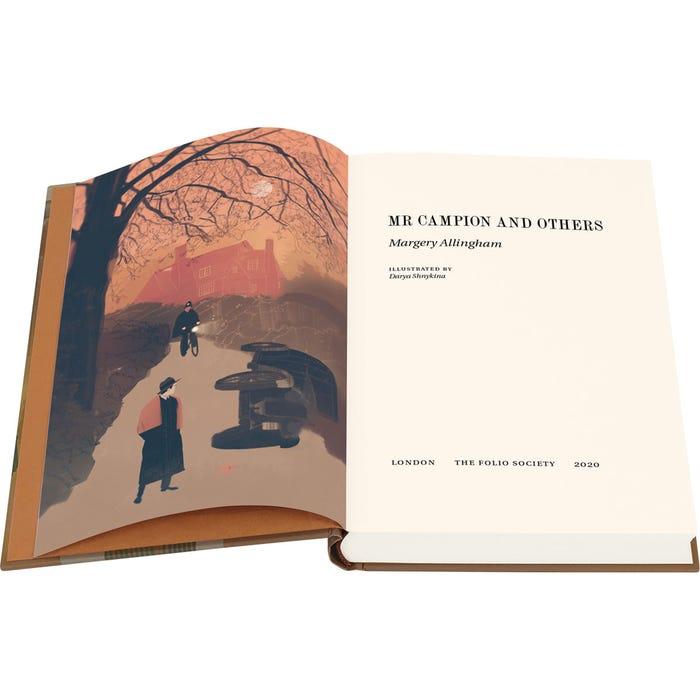 MR CAMPION AND OTHERS
Margery Allingham
ILLUSTRATED BY
Darya Shnykina
LONDON THE FOLIO SOCIETY 2020